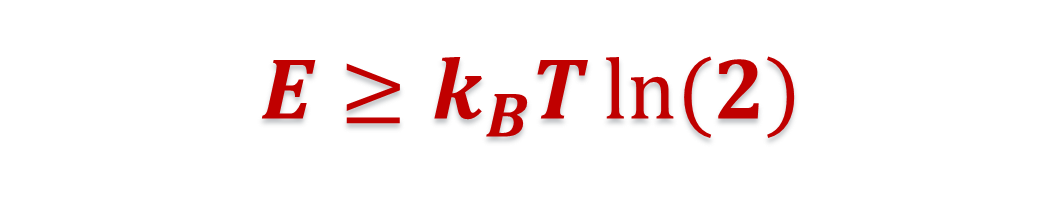 E ≥ k_B T ln(2)